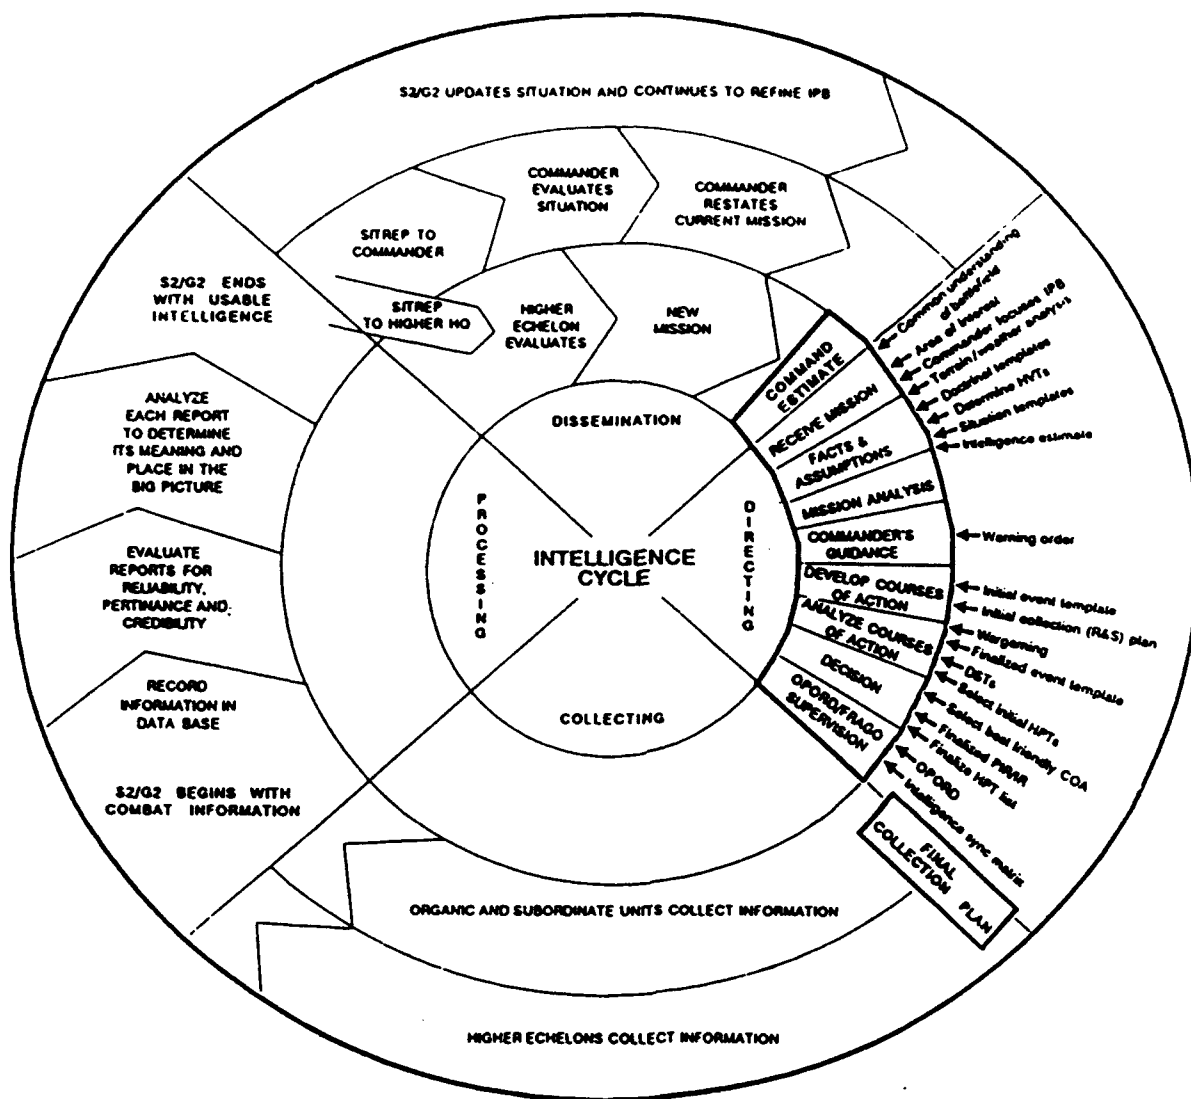 S2/G2 UPDATES SITUATION AND CONTINUES TO REFINE IPB
COMMANDER
EVALUATES
SITUATION
COMMANDER
RESTATES
CURRENT MISSION
SITREP TO
COMMANDER
S2/G2 ENDS
WITH USABLE
INTELLIGENCE
SITREP
TO HIGHER HQ
HIGHER
ECHELON
EVALUATES
NEW
MISSION
ANALYZE
EACH REPORT
TO DETERMINE
ITS MEANING AND
PLACE IN THE
BIG PICTURE
EVALUATE
REPORTS FOR
RELIABILITY,
PERTINANCE AND
CREDIBILITY
RECORD
INFORMATION IN
DATA BASE
S2/G2 BEGINS WITH
COMBAT INFORMATION
DISSEMINATION
PROCESSING
INTELLIGENCE
CYCLE
DIRECTING
COLLECTING
COMMAND
ESTIMATE
RECEIVE MISSION
FACTS &
ASSUMPTIONS
MISSION ANALYSIS
COMMANDER'S
GUIDANCE
DEVELOP COURSES
OF ACTION
ANALYZE COURSES
OF ACTION
DECISION
OPORD/FRAGO
SUPERVISION
Common understanding
of battlefield
Area of interest
Commander focuses IPB
Terrain/weather analysis
Doctrinal templates
Determine HVTs
Situation templates
Intelligence estimate
Warning order
Initial event template
Initial collection (R&S) plan
Wargaming
Finalized event template
DSTs
Select initial HPTs
Select best friendly COA
Finalized PIR/IR
Finalize HPT list
OPORD
Intelligence sync matrix
FINAL
COLLECTION PLAN
ORGANIC AND SUBORDINATE UNITS COLLECT INFORMATION
HIGHER ECHELONS COLLECT INFORMATION